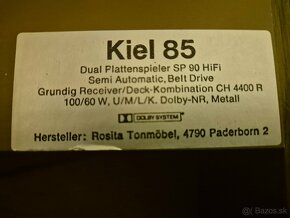 Kiel 85
Dual Plattenspieler SP 90 HiFi
Semi Automatic, Belt Drive
Grundig Receiver/Deck-Kombination CH 4400 R
100/60 W, U/M/L/K. Dolby-NR, Metall
DOLBY SYSTEM
Hersteller: Rosita Tonmöbel, 4790 Paderborn 2
bazos.sk